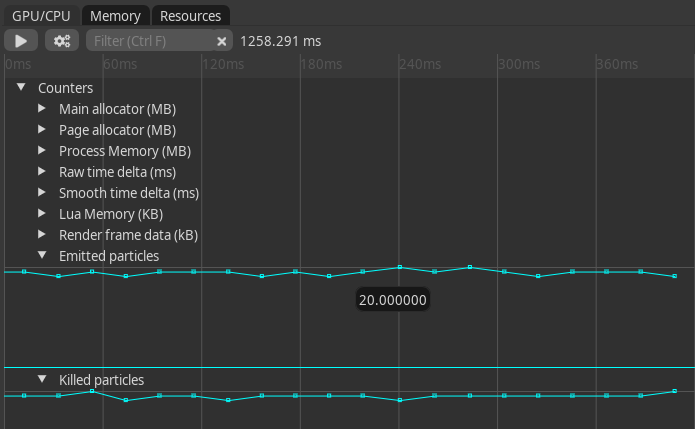 GPU/CPU Memory Resources
Filter (Ctrl F) 1258.291 ms
0ms 60ms 120ms 180ms 240ms 300ms 360ms
Counters
Main allocator (MB)
Page allocator (MB)
Process Memory (MB)
Raw time delta (ms)
Smooth time delta (ms)
Lua Memory (KB)
Render frame data (kB)
Emitted particles
20.000000
Killed particles